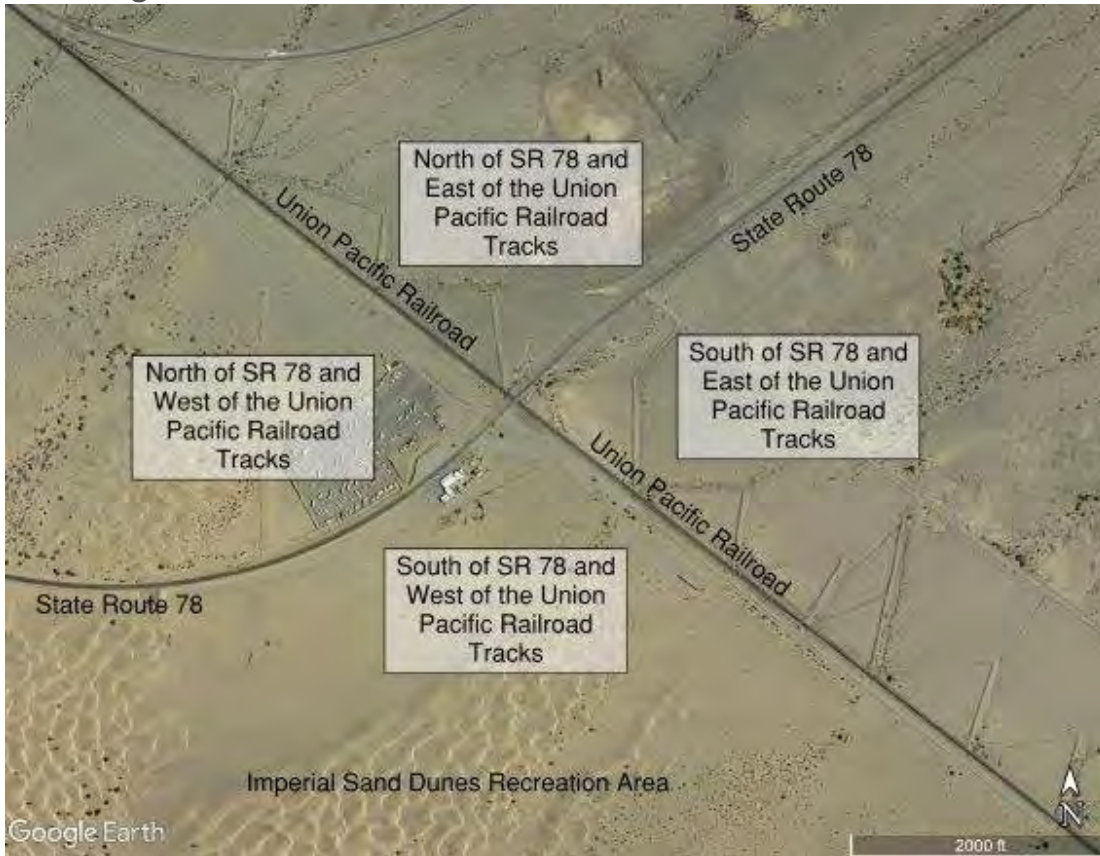 North of SR 78 and
East of the Union
Pacific Railroad
Tracks
State Route 78
Union Pacific Railroad
North of SR 78 and
West of the Union
Pacific Railroad
Tracks
South of SR 78 and
East of the Union
Pacific Railroad
Tracks
Union Pacific Railroad
South of SR 78 and
West of the Union
Pacific Railroad
Tracks
State Route 78
Imperial Sand Dunes Recreation Area
N
Google Earth
2000 ft